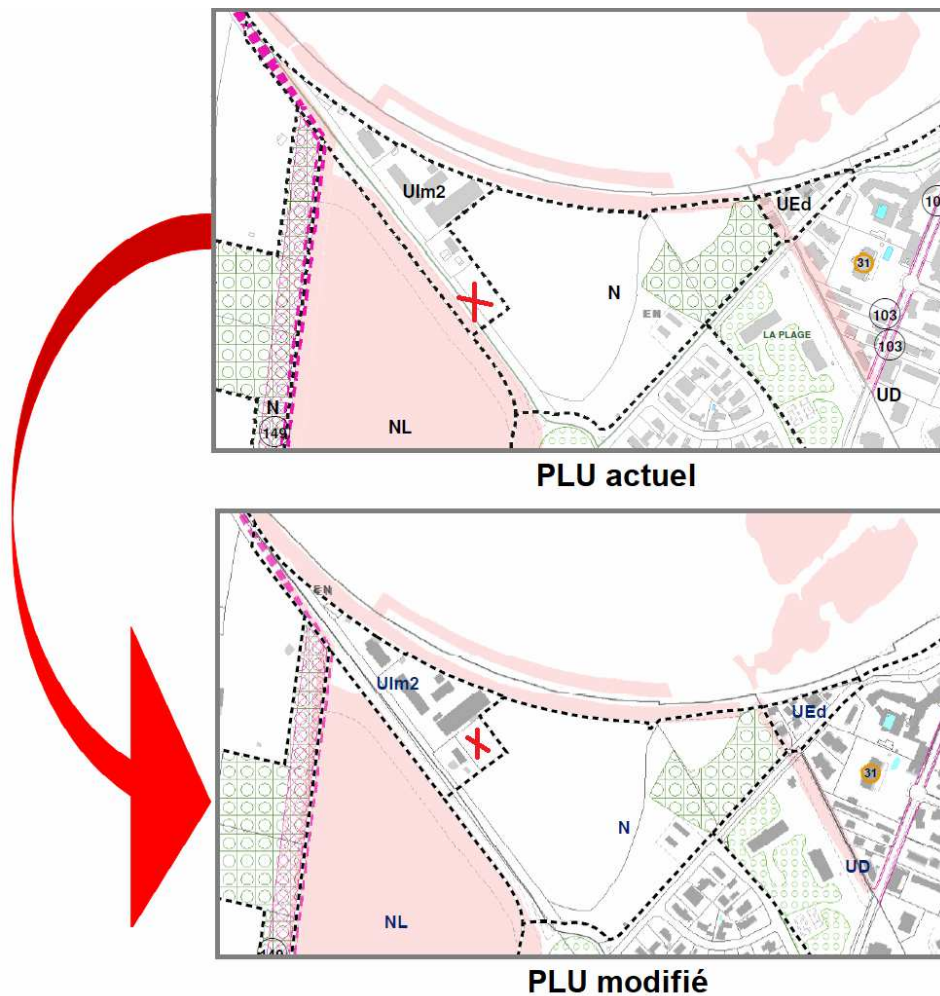 UIm2
UEd
10
31
N
EN
103
LA PLAGE
103
UD
N
149
NL
PLU actuel
EN
UIm2
UEd
31
N
UD
NL
149
PLU modifié